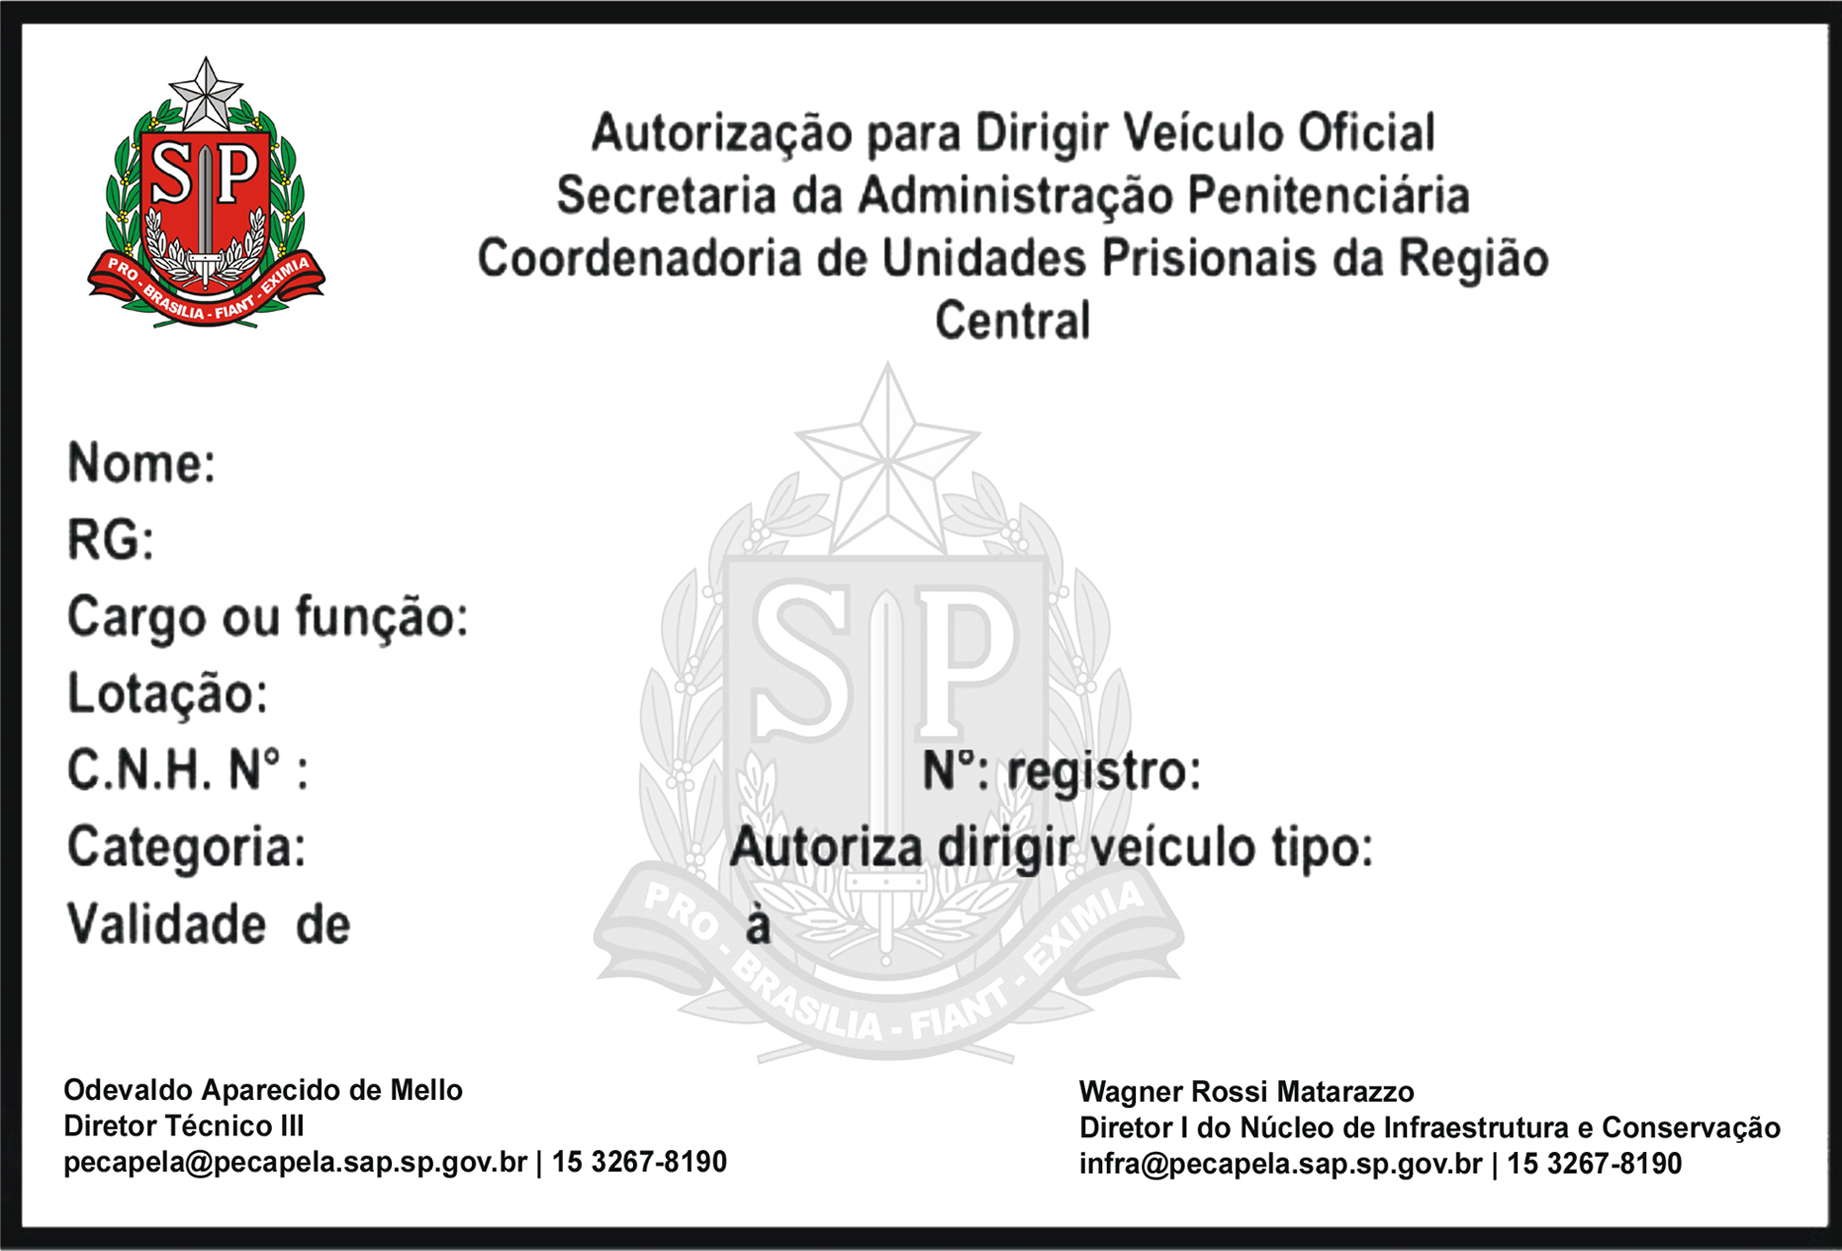 SP
PRO - BRASILIA - FIANT - EXIMIA
Autorização para Dirigir Veículo Oficial
Secretaria da Administração Penitenciária
Coordenadoria de Unidades Prisionais da Região
Central
Nome:
RG:
Cargo ou função:
Lotação:
SP
C.N.H. N° : N°: registro:
Categoria: Autoriza dirigir veículo tipo:
Validade de à
PRO - BRASILIA - FIANT - EXIMIA
Odevaldo Aparecido de Mello
Diretor Técnico III
pecapela@pecapela.sap.sp.gov.br | 15 3267-8190
Wagner Rossi Matarazzo
Diretor I do Núcleo de Infraestrutura e Conservação
infra@pecapela.sap.sp.gov.br | 15 3267-8190